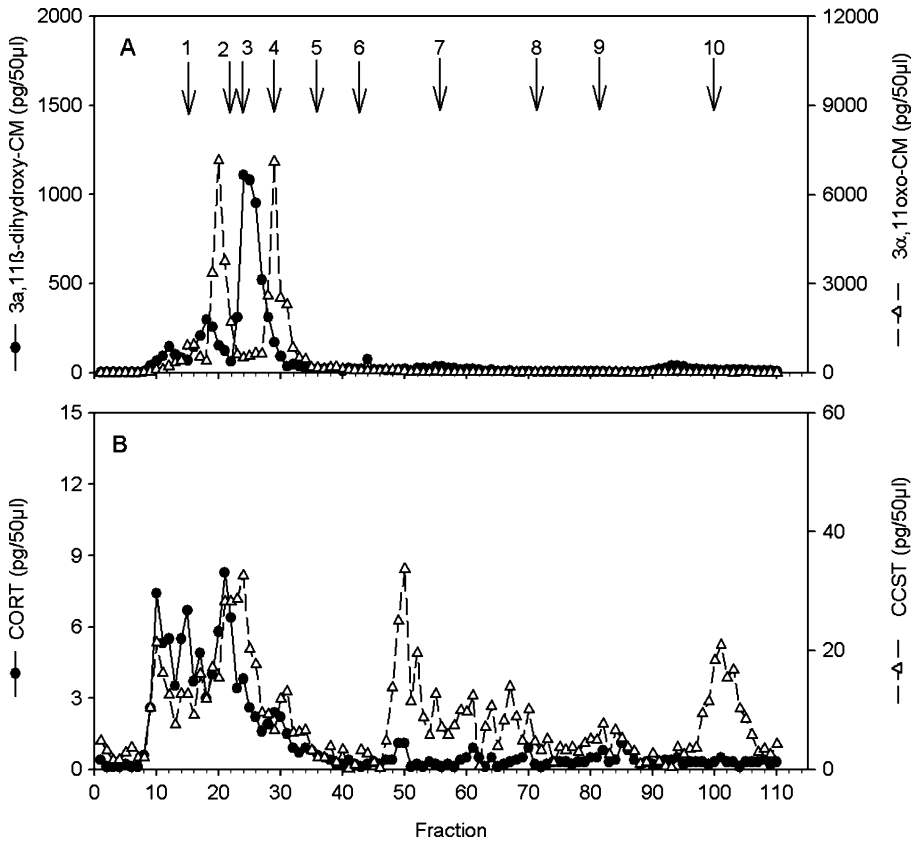 2000
1500
1000
500
0
12000
9000
6000
3000
0
A
1 2 3 4 5 6 7 8 9 10
3a,11ß-dihydroxy-CM (pg/50µl)
3α,11oxo-CM (pg/50µl)
15
12
9
6
3
0
60
40
20
0
B
CORT (pg/50µl)
CCST (pg/50µl)
0 10 20 30 40 50 60 70 80 90 100 110
Fraction